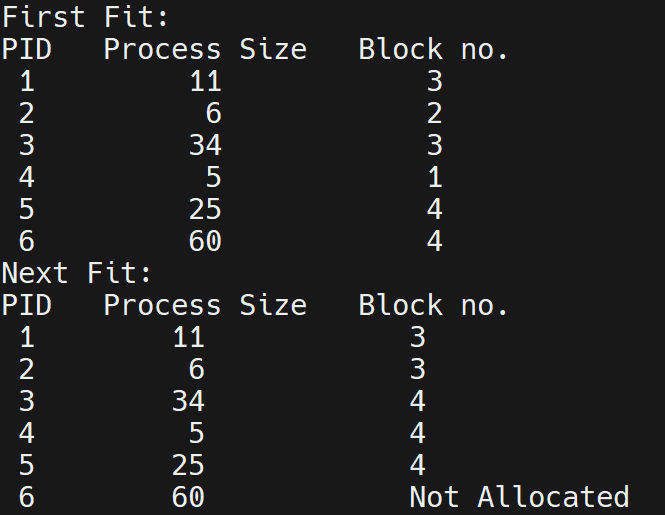 First Fit:
PID   Process Size   Block no.
 1         11            3
 2          6            2
 3         34            3
 4          5            1
 5         25            4
 6         60            4
Next Fit:
PID   Process Size   Block no.
 1        11            3
 2         6            3
 3        34            4
 4         5            4
 5        25            4
 6        60            Not Allocated